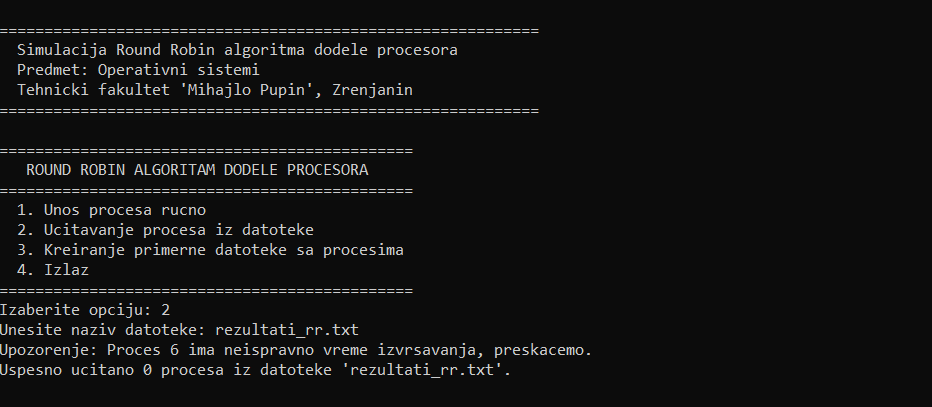 ============================================================
Simulacija Round Robin algoritma dodele procesora
Predmet: Operativni sistemi
Tehnicki fakultet 'Mihajlo Pupin', Zrenjanin
============================================================
==============================================
ROUND ROBIN ALGORITAM DODELE PROCESORA
==============================================
1. Unos procesa rucno
2. Ucitavanje procesa iz datoteke
3. Kreiranje primerne datoteke sa procesima
4. Izlaz
==============================================
Izaberite opciju: 2
Unesite naziv datoteke: rezultati_rr.txt
Upozorenje: Proces 6 ima neispravno vreme izvrsavanja, preskacemo.
Uspesno ucitano 0 procesa iz datoteke 'rezultati_rr.txt'.